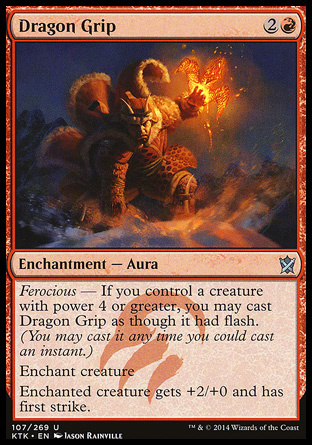 Dragon Grip 2
Enchantment — Aura
Ferocious — If you control a creature
with power 4 or greater, you may cast
Dragon Grip as though it had flash.
(You may cast it any time you could cast
an instant.)
Enchant creature
Enchanted creature gets +2/+0 and has
first strike.
107/269 U
KTK • EN Jason Rainville ™ & © 2014 Wizards of the Coast